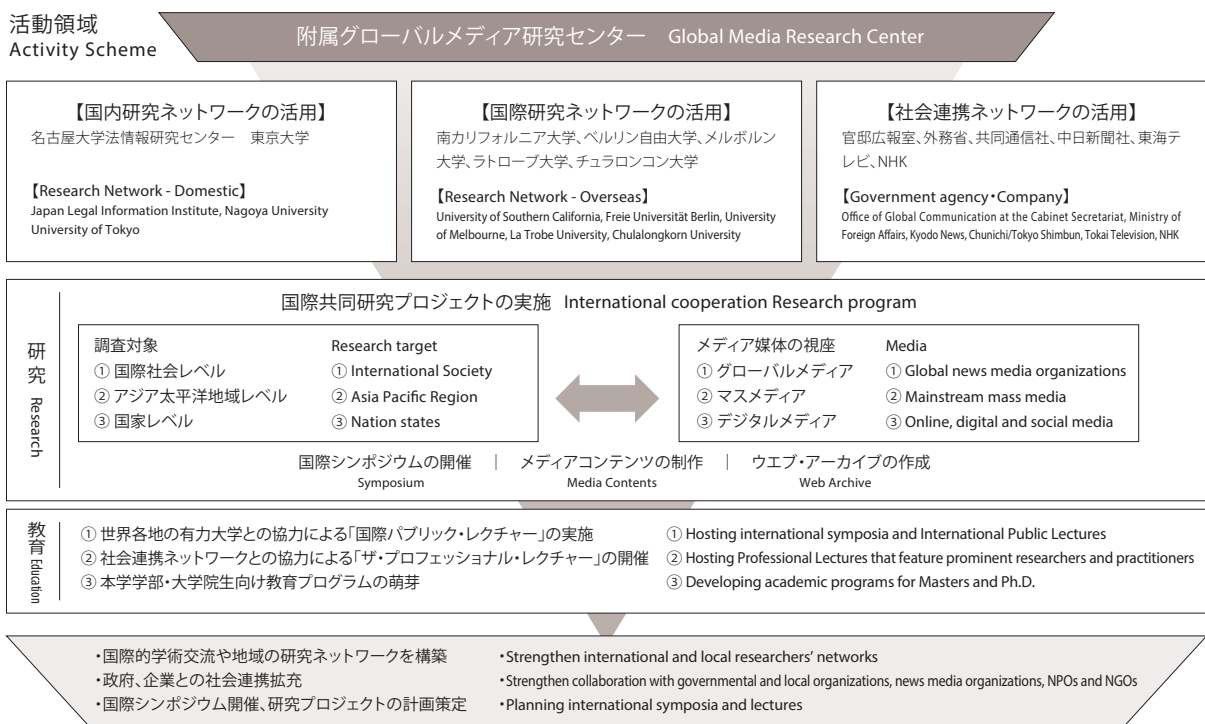 活動領域
Activity Scheme
附属グローバルメディア研究センター Global Media Research Center
【国内研究ネットワークの活用】
名古屋大学法情報研究センター 東京大学
【Research Network - Domestic】
Japan Legal Information Institute, Nagoya University
University of Tokyo
【国際研究ネットワークの活用】
南カリフォルニア大学、ベルリン自由大学、メルボルン
大学、ラトローブ大学、チュラロンコン大学
【Research Network - Overseas】
University of Southern California, Freie Universität Berlin, University
of Melbourne, La Trobe University, Chulalongkorn University
【社会連携ネットワークの活用】
官邸広報室、外務省、共同通信社、中日新聞社、東海テ
レビ、NHK
【Government agency・Company】
Office of Global Communication at the Cabinet Secretariat, Ministry of
Foreign Affairs, Kyodo News, Chunichi/Tokyo Shimbun, Tokai Television, NHK
研究 Research
国際共同研究プロジェクトの実施 International cooperation Research program
調査対象 Research target
① 国際社会レベル ① International Society
② アジア太平洋地域レベル ② Asia Pacific Region
③ 国家レベル ③ Nation states
メディア媒体の視座 Media
① グローバルメディア ① Global news media organizations
② マスメディア ② Mainstream mass media
③ デジタルメディア ③ Online, digital and social media
国際シンポジウムの開催 | メディアコンテンツの制作 | ウエブ・アーカイブの作成
Symposium Media Contents Web Archive
教育 Education
① 世界各地の有力大学との協力による「国際パブリック・レクチャー」の実施 ① Hosting international symposia and International Public Lectures
② 社会連携ネットワークとの協力による「ザ・プロフェッショナル・レクチャー」の開催 ② Hosting Professional Lectures that feature prominent researchers and practitioners
③ 本学学部・大学院生向け教育プログラムの萌芽 ③ Developing academic programs for Masters and Ph.D.
・国際的学術交流や地域の研究ネットワークを構築 ・Strengthen international and local researchers' networks
・政府、企業との社会連携拡充 ・Strengthen collaboration with governmental and local organizations, news media organizations, NPOs and NGOs
・国際シンポジウム開催、研究プロジェクトの計画策定 ・Planning international symposia and lectures